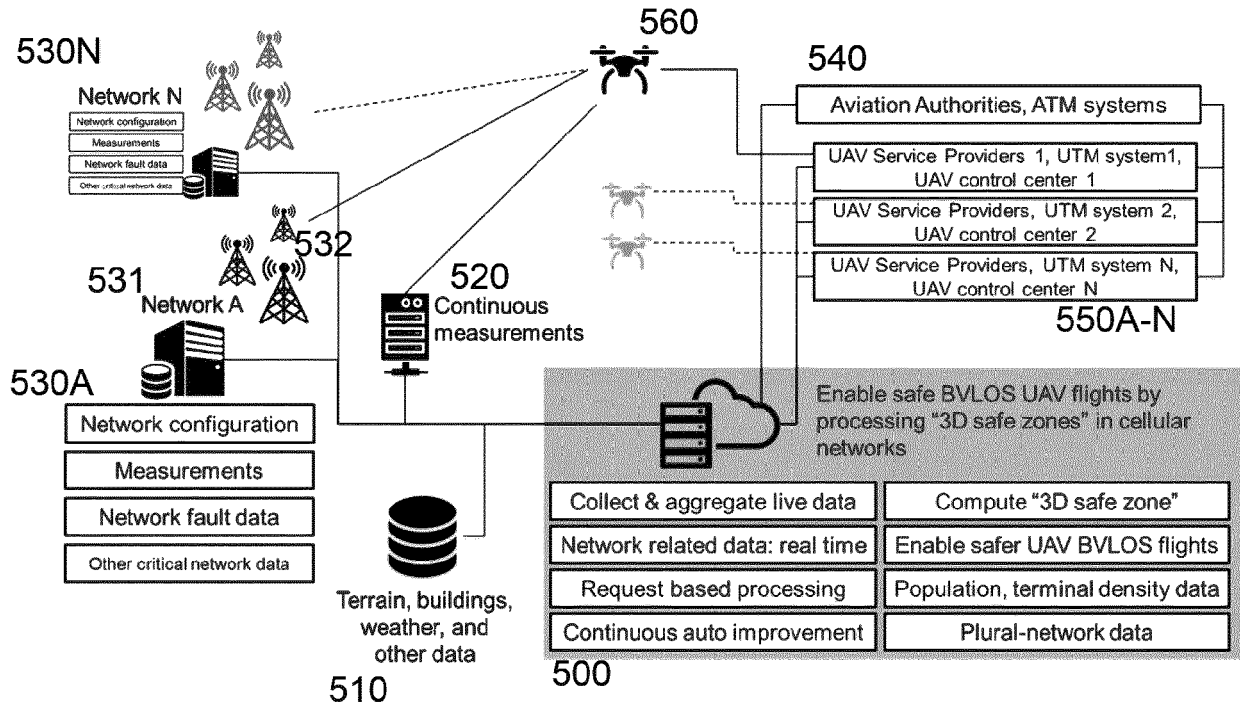 530N
Network N
Network configuration
Measurements
Network fault data
Other critical network data
560
540
Aviation Authorities, ATM systems
UAV Service Providers 1, UTM system1,
UAV control center 1
UAV Service Providers, UTM system 2,
UAV control center 2
UAV Service Providers, UTM system N,
UAV control center N
550A-N
532
531
Network A
530A
Network configuration
Measurements
Network fault data
Other critical network data
520
Continuous
measurements
Terrain, buildings,
weather, and
other data
510
Enable safe BVLOS UAV flights by
processing “3D safe zones” in cellular
networks
Collect & aggregate live data
Compute “3D safe zone”
Network related data: real time
Enable safer UAV BVLOS flights
Request based processing
Population, terminal density data
Continuous auto improvement
Plural-network data
500